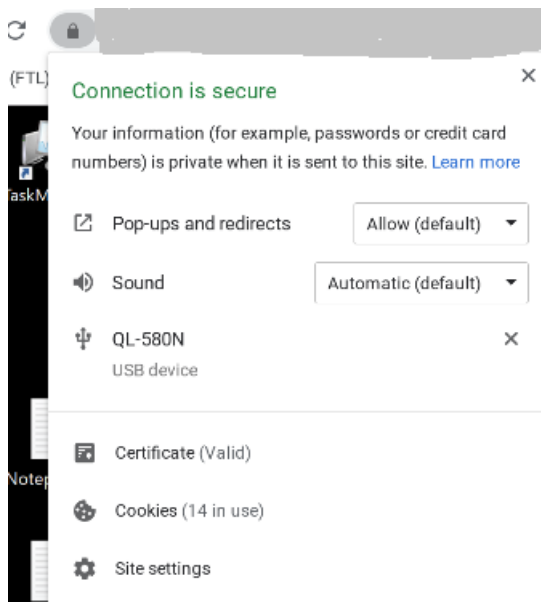 (FTL)
Connection is secure
Your information (for example, passwords or credit card
numbers) is private when it is sent to this site. Learn more
Pop-ups and redirects Allow (default)
Sound Automatic (default)
QL-580N
USB device
Certificate (Valid)
Cookies (14 in use)
Site settings
TaskM
Notep